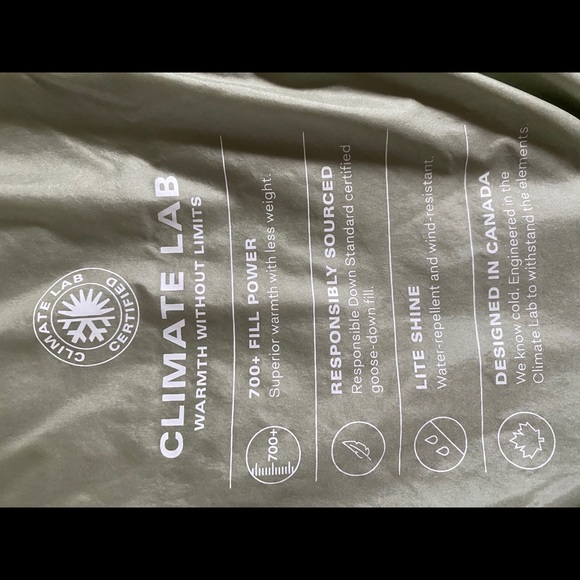 CLIMATE LAB
CERTIFIED
CLIMATE LAB
WARMTH WITHOUT LIMITS
700+
700+ FILL POWER
Superior warmth with less weight.
RESPONSIBLY SOURCED
Responsible Down Standard certified
goose-down fill.
LITE SHINE
Water-repellent and wind-resistant.
DESIGNED IN CANADA
We know cold. Engineered in the
Climate Lab to withstand the elements.